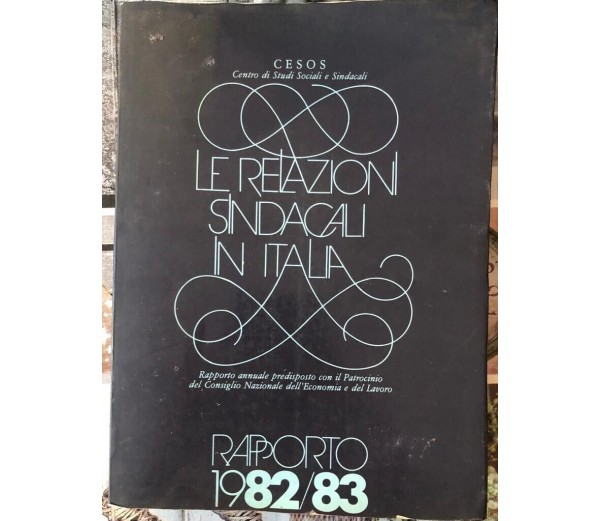 CESOS
Centro di Studi Sociali e Sindacali
LE RELAZIONI
SINDACALI
IN ITALIA
Rapporto annuale predisposto con il Patrocinio
del Consiglio Nazionale dell'Economia e del Lavoro
RAPPORTO
1982/83